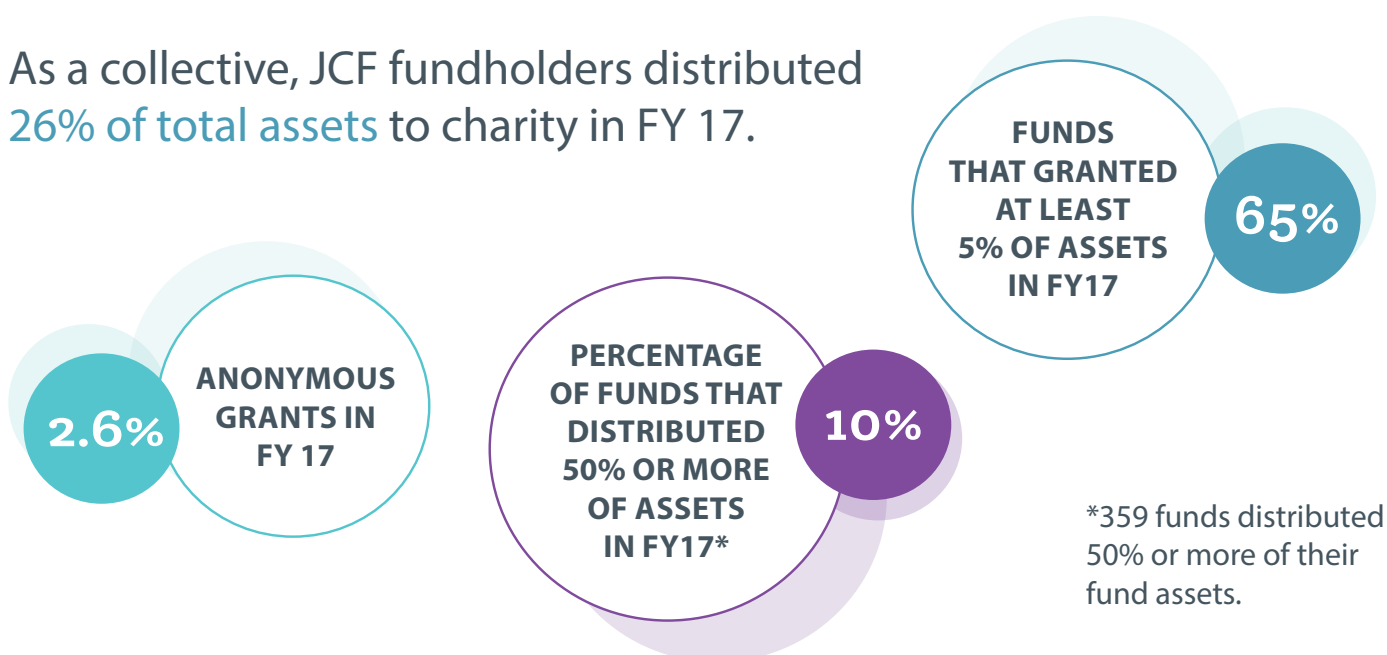 As a collective, JCF fundholders distributed
26% of total assets to charity in FY 17.
FUNDS
THAT GRANTED
AT LEAST
5% OF ASSETS
IN FY17
65%
2.6%
ANONYMOUS
GRANTS IN
FY 17
PERCENTAGE
OF FUNDS THAT
DISTRIBUTED
50% OR MORE
OF ASSETS
IN FY17*
10%
*359 funds distributed
50% or more of their
fund assets.